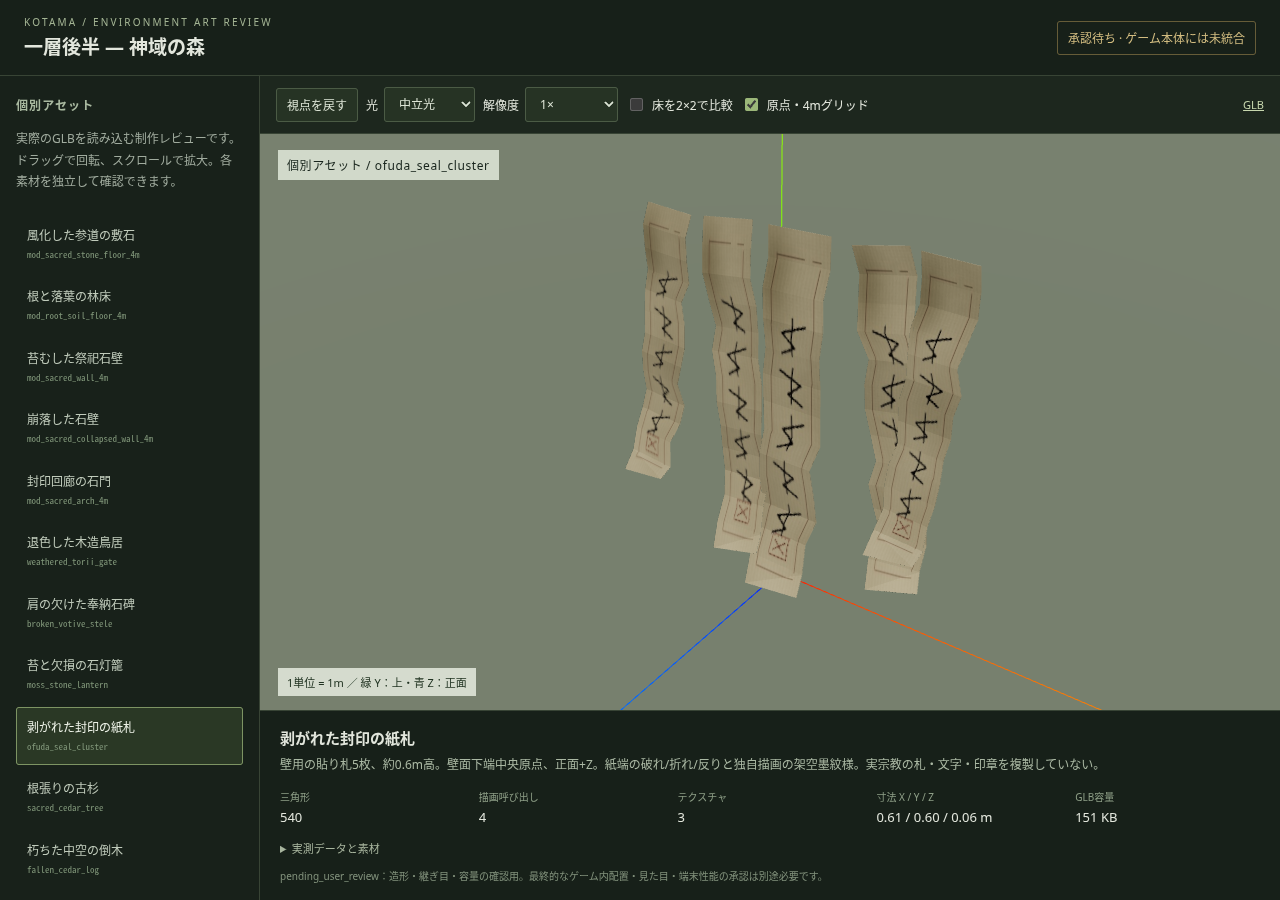 KOTAMA / ENVIRONMENT ART REVIEW
一層後半 — 神域の森
承認待ち · ゲーム本体には未統合
個別アセット
実際のGLBを読み込む制作レビューです。
ドラッグで回転、スクロールで拡大。各
素材を独立して確認できます。
風化した参道の敷石
mod_sacred_stone_floor_4m
根と落葉の林床
mod_root_soil_floor_4m
苔むした祭祀石壁
mod_sacred_wall_4m
崩落した石壁
mod_sacred_collapsed_wall_4m
封印回廊の石門
mod_sacred_arch_4m
退色した木造鳥居
weathered_torii_gate
肩の欠けた奉納石碑
broken_votive_stele
苔と欠損の石灯籠
moss_stone_lantern
剥がれた封印の紙札
ofuda_seal_cluster
根張りの古杉
sacred_cedar_tree
朽ちた中空の倒木
fallen_cedar_log
視点を戻す 光 中立光 解像度 1× 床を2×2で比較 原点・4mグリッド GLB
個別アセット / ofuda_seal_cluster
1単位 = 1m ／ 緑 Y：上・青 Z：正面
剥がれた封印の紙札
壁用の貼り札5枚、約0.6m高。壁面下端中央原点、正面+Z。紙端の破れ/折れ/反りと独自描画の架空墨紋様。実宗教の札・文字・印章を複製していない。
三角形 描画呼び出し テクスチャ 寸法 X / Y / Z GLB容量
540 4 3 0.61 / 0.60 / 0.06 m 151 KB
▶ 実測データと素材
pending_user_review：造形・継ぎ目・容量の確認用。最終的なゲーム内配置・見た目・端末性能の承認は別途必要です。